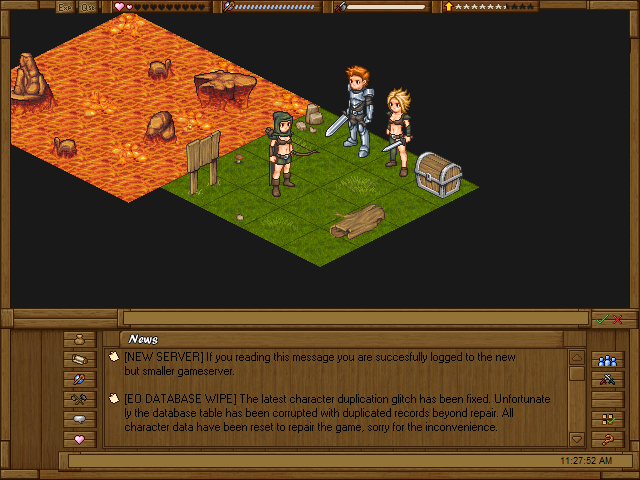 Exp Qst
News
[NEW SERVER] If you reading this message you are succesfully logged to the new
but smaller gameserver.
[EO DATABASE WIPE] The latest character duplication glitch has been fixed. Unfortunate
ly the database table has been corrupted with duplicated records beyond repair. All
character data have been reset to repair the game, sorry for the inconvenience.
11:27:52 AM